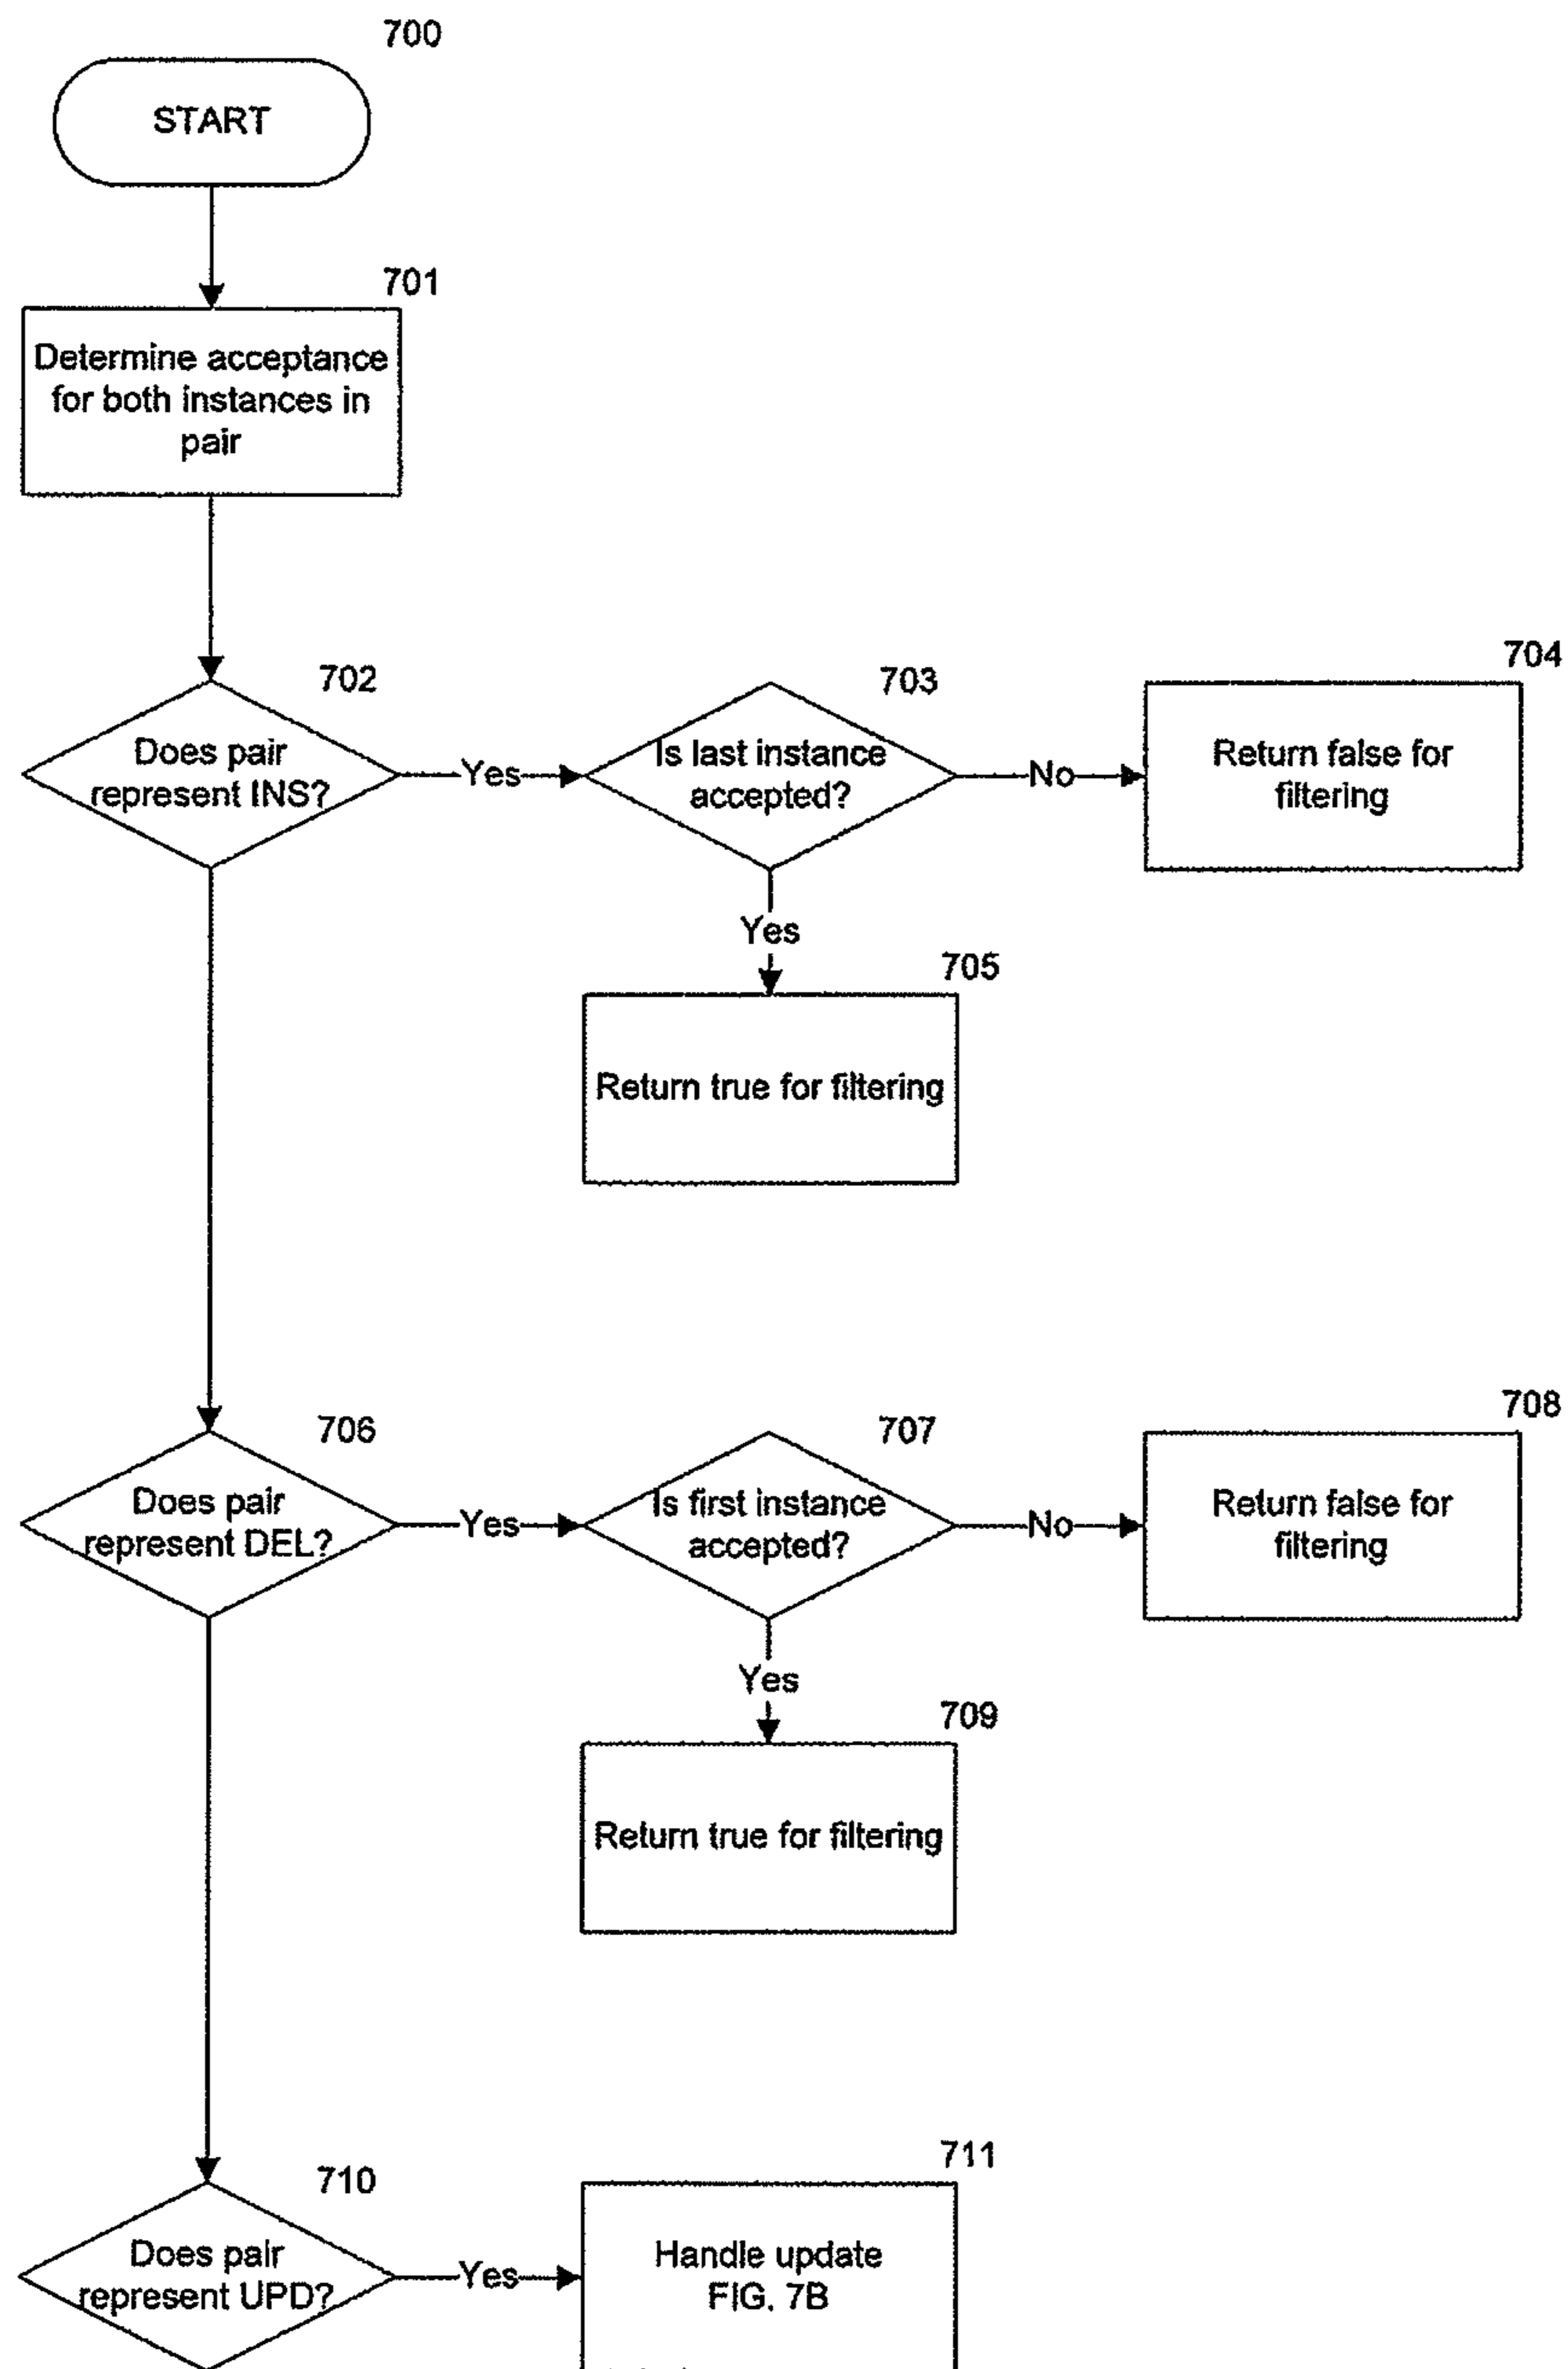 700
START
701
Determine acceptance
for both instances in
pair
702
Does pair
represent INS?
Yes
703
Is last instance
accepted?
No
704
Return false for
filtering
Yes
705
Return true for filtering
706
Does pair
represent DEL?
Yes
707
Is first instance
accepted?
No
708
Return false for
filtering
Yes
709
Return true for filtering
710
Does pair
represent UPD?
Yes
711
Handle update
FIG. 7B